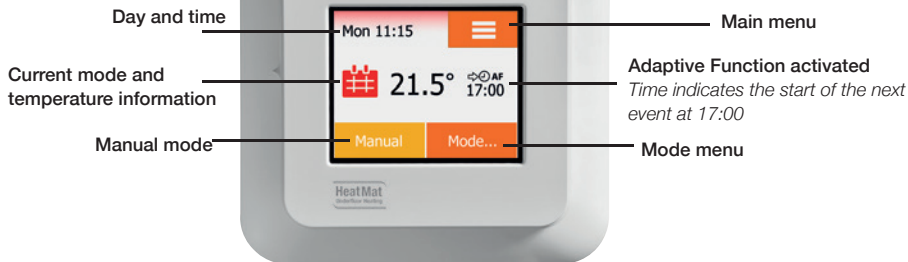 Day and time
Main menu
Mon 11:15
Current mode and
temperature information
21.5°
AF
17:00
Adaptive Function activated
Time indicates the start of the next
event at 17:00
Manual mode
Manual
Mode...
Mode menu
HeatMat
Underfloor Heating